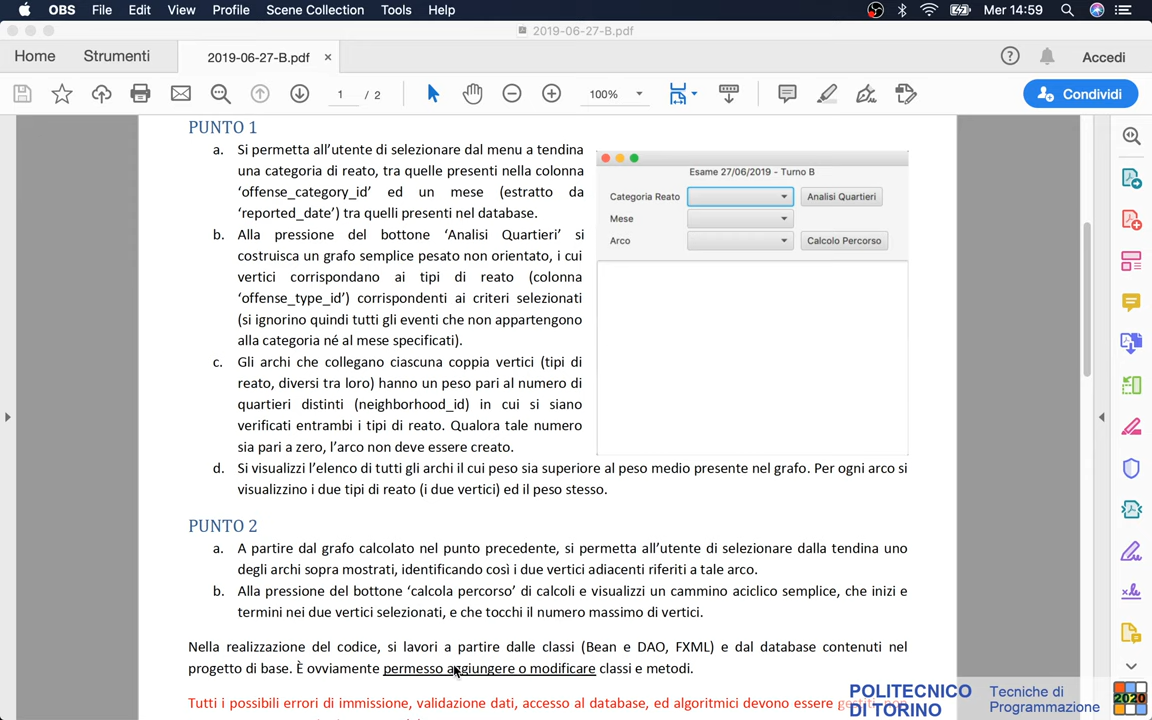 OBS File Edit View Profile Scene Collection Tools Help Mer 14:59
2019-06-27-B.pdf
Home Strumenti 2019-06-27-B.pdf × Accedi
1 / 2 100% Condividi
PUNTO 1
a. Si permetta all'utente di selezionare dal menu a tendina
una categoria di reato, tra quelle presenti nella colonna
'offense_category_id' ed un mese (estratto da
'reported_date') tra quelli presenti nel database.
b. Alla pressione del bottone 'Analisi Quartieri' si
costruisca un grafo semplice pesato non orientato, i cui
vertici corrispondano ai tipi di reato (colonna
'offense_type_id') corrispondenti ai criteri selezionati
(si ignorino quindi tutti gli eventi che non appartengono
alla categoria né al mese specificati).
c. Gli archi che collegano ciascuna coppia vertici (tipi di
reato, diversi tra loro) hanno un peso pari al numero di
quartieri distinti (neighborhood_id) in cui si siano
verificati entrambi i tipi di reato. Qualora tale numero
sia pari a zero, l'arco non deve essere creato.
Esame 27/06/2019 - Turno B
Categoria Reato Analisi Quartieri
Mese
Arco Calcolo Percorso
d. Si visualizzi l'elenco di tutti gli archi il cui peso sia superiore al peso medio presente nel grafo. Per ogni arco si
visualizzino i due tipi di reato (i due vertici) ed il peso stesso.
PUNTO 2
a. A partire dal grafo calcolato nel punto precedente, si permetta all'utente di selezionare dalla tendina uno
degli archi sopra mostrati, identificando così i due vertici adiacenti riferiti a tale arco.
b. Alla pressione del bottone 'calcola percorso' di calcoli e visualizzi un cammino aciclico semplice, che inizi e
termini nei due vertici selezionati, e che tocchi il numero massimo di vertici.
Nella realizzazione del codice, si lavori a partire dalle classi (Bean e DAO, FXML) e dal database contenuti nel
progetto di base. È ovviamente permesso aggiungere o modificare classi e metodi.
Tutti i possibili errori di immissione, validazione dati, accesso al database, ed algoritmici devono essere gestiti, non
POLITECNICO
DI TORINO
Tecniche di
Programmazione
2020